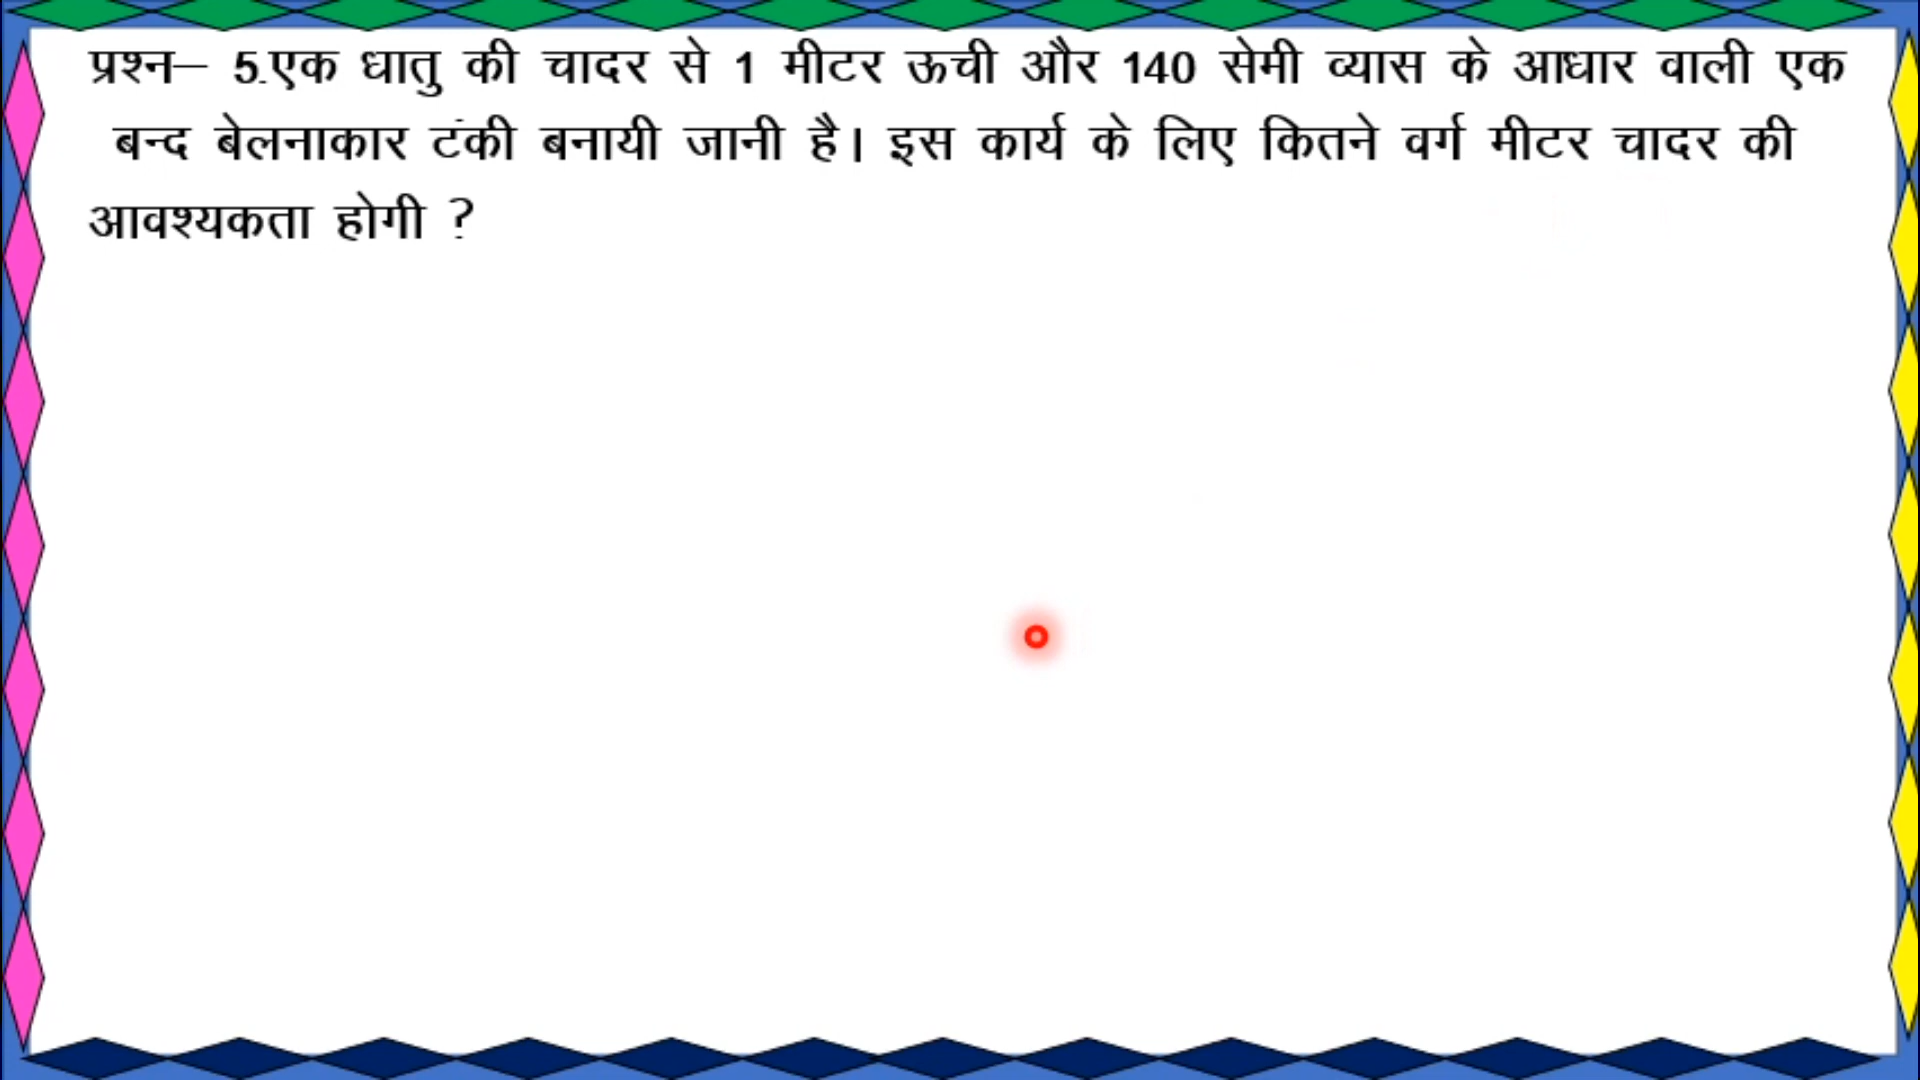 प्रश्न– 5.एक धातु की चादर से 1 मीटर ऊची और 140 सेमी व्यास के आधार वाली एक
बन्द बेलनाकार टंकी बनायी जानी है। इस कार्य के लिए कितने वर्ग मीटर चादर की
आवश्यकता होगी ?